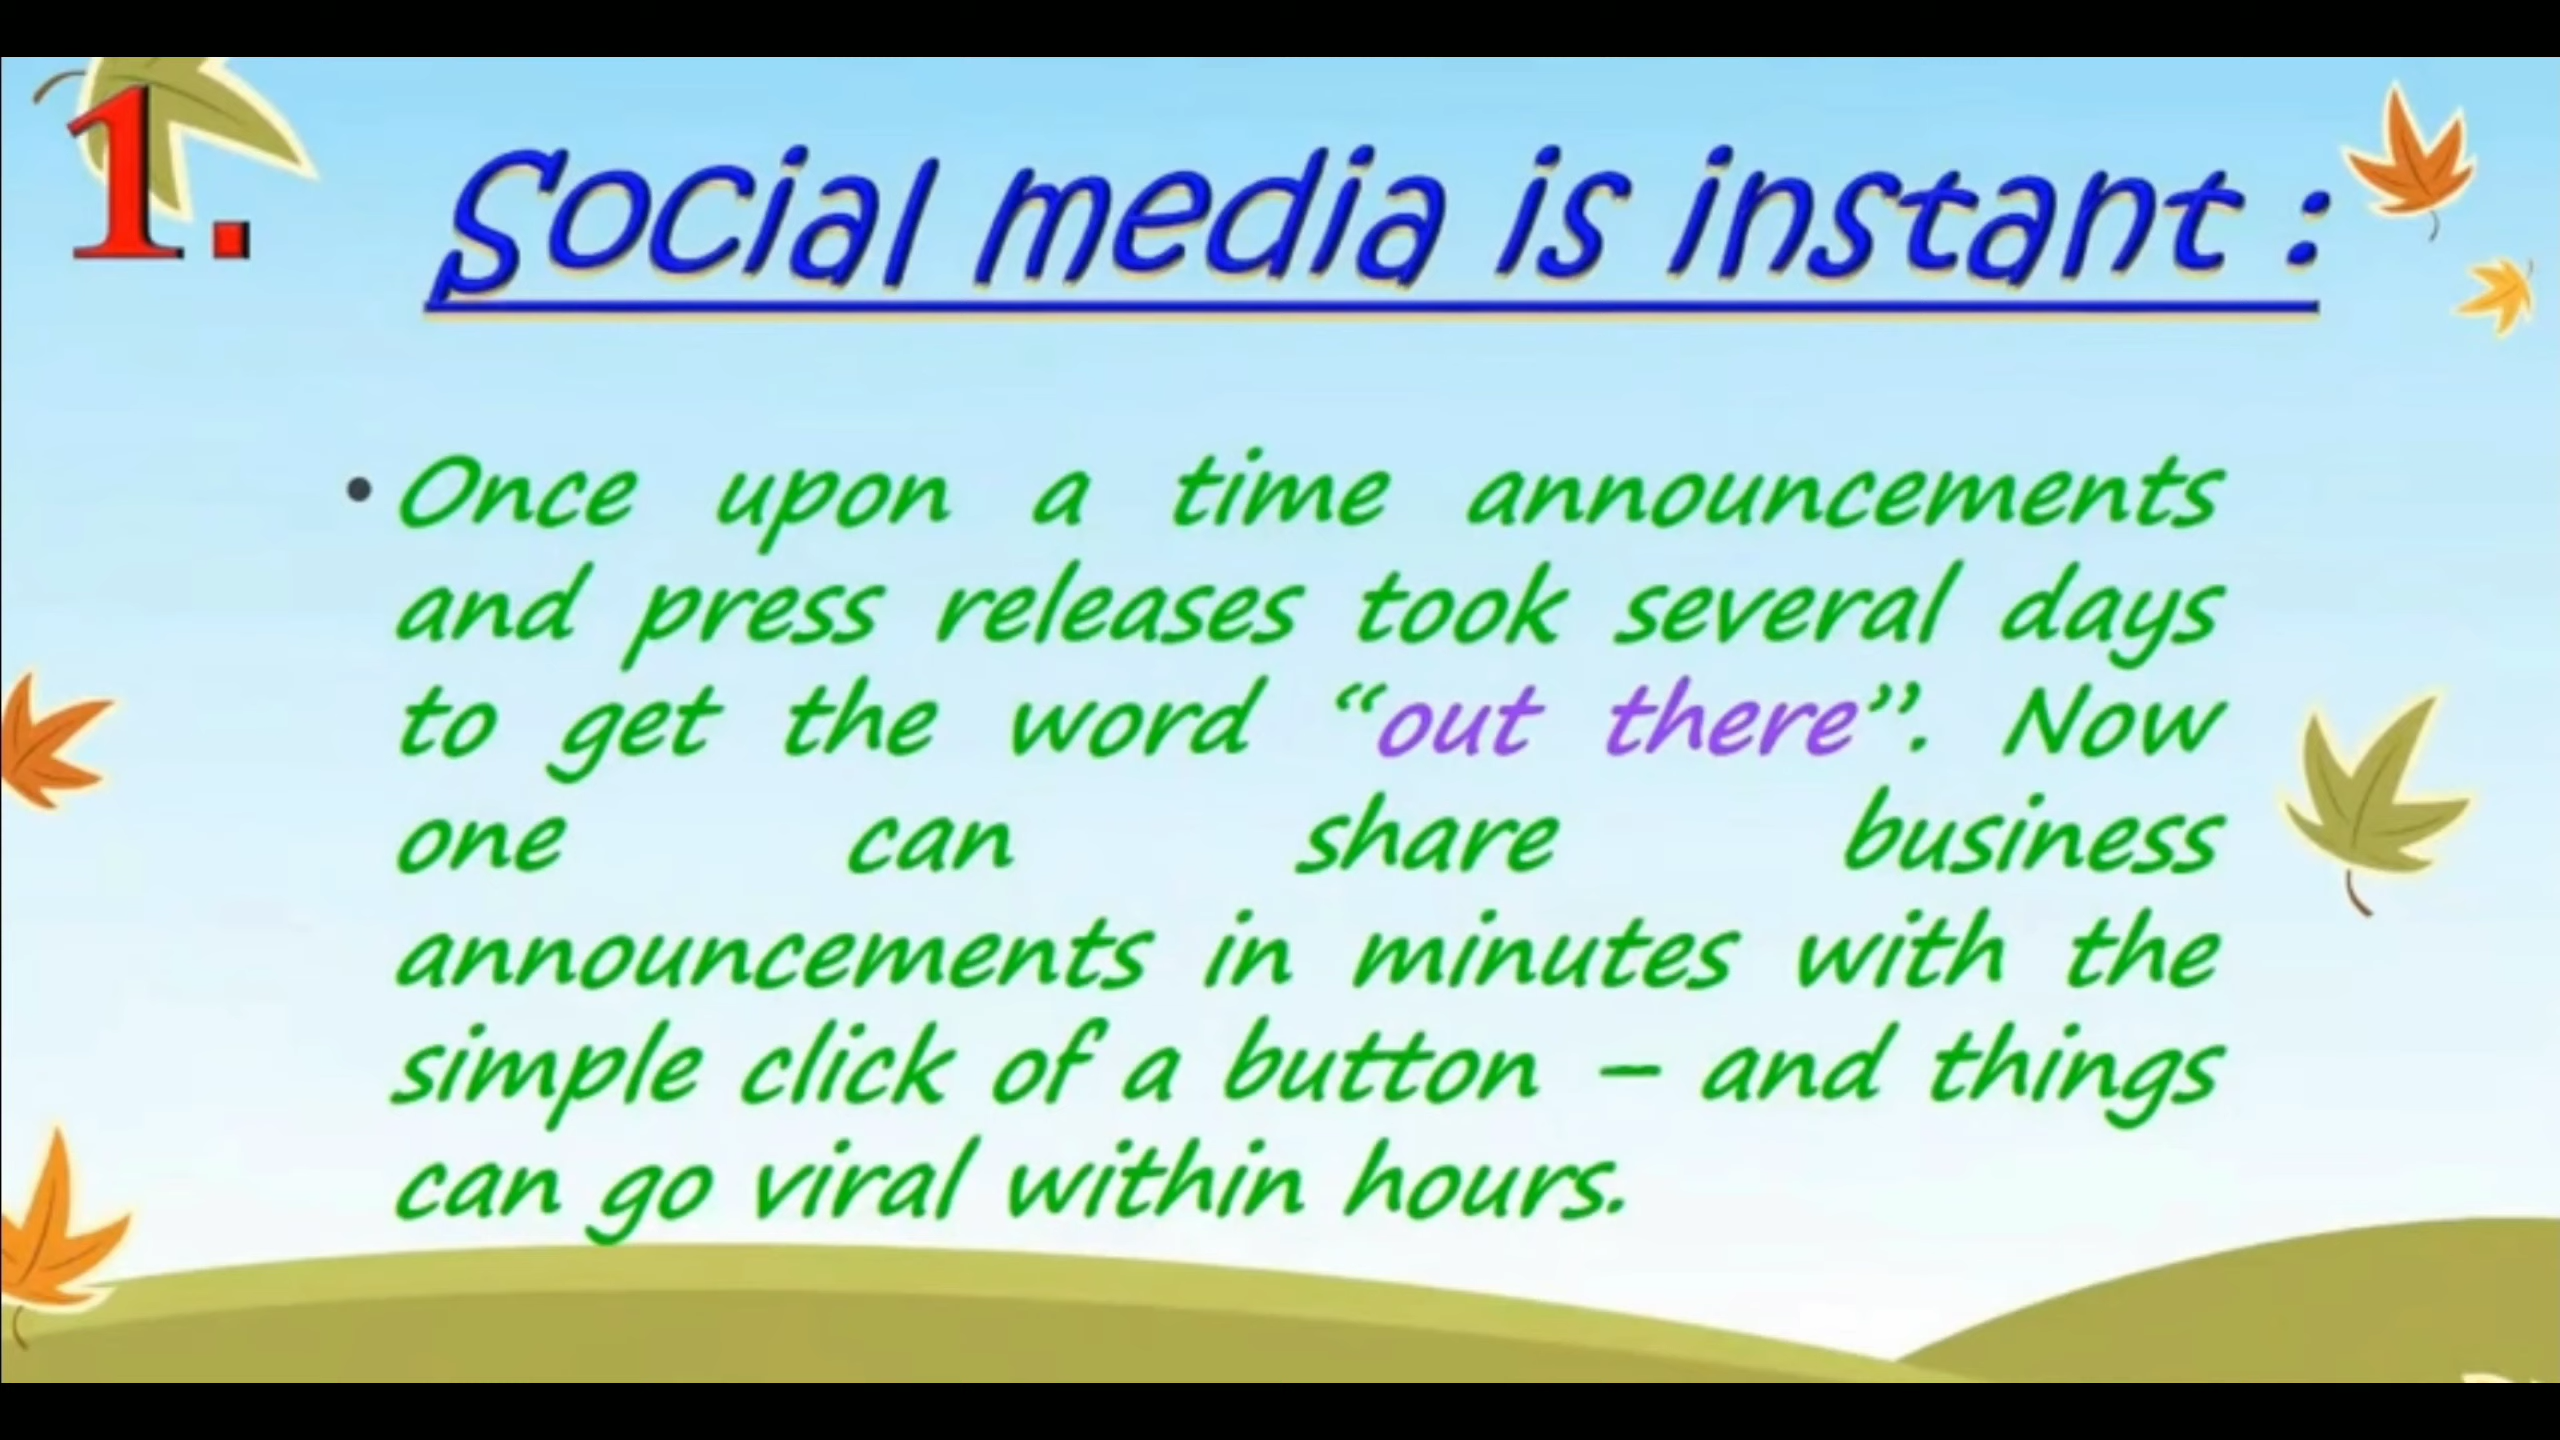 1. Social media is instant :
• Once upon a time announcements
and press releases took several days
to get the word “out there”. Now
one can share business
announcements in minutes with the
simple click of a button – and things
can go viral within hours.